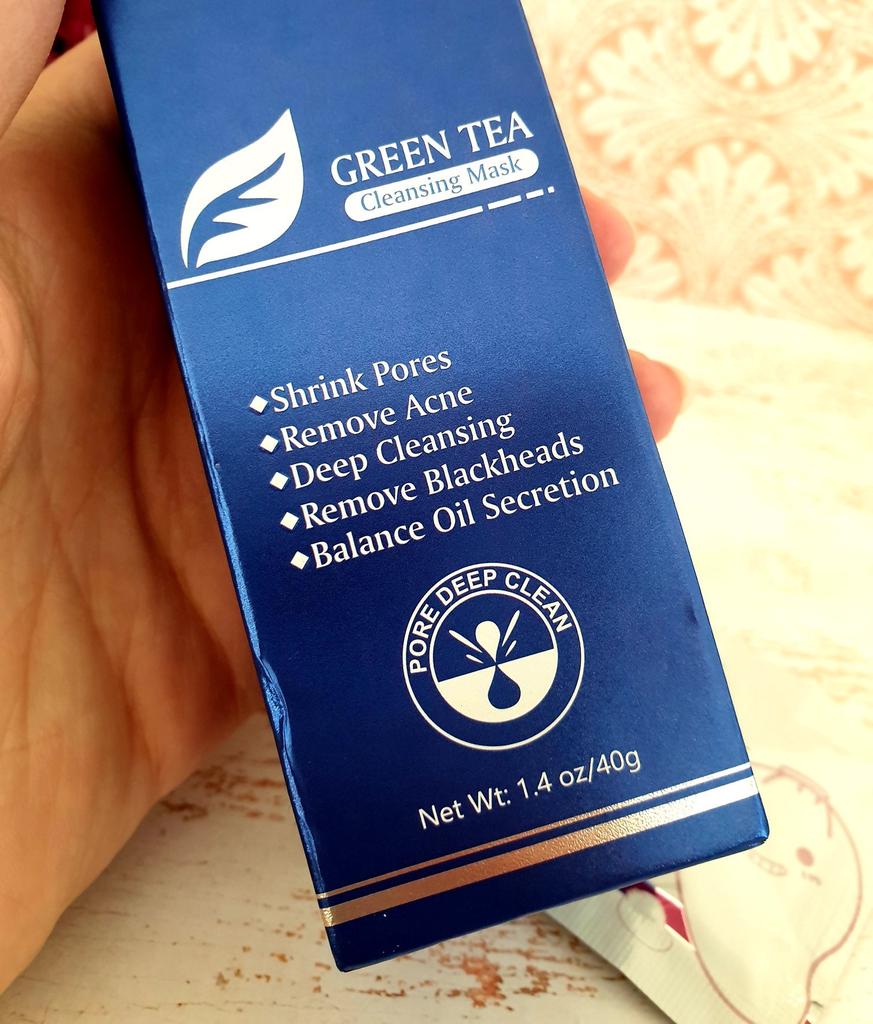 GREEN TEA
Cleansing Mask
◆Shrink Pores
◆Remove Acne
◆Deep Cleansing
◆Remove Blackheads
◆Balance Oil Secretion
PORE DEEP CLEAN
Net Wt: 1.4 oz/40g